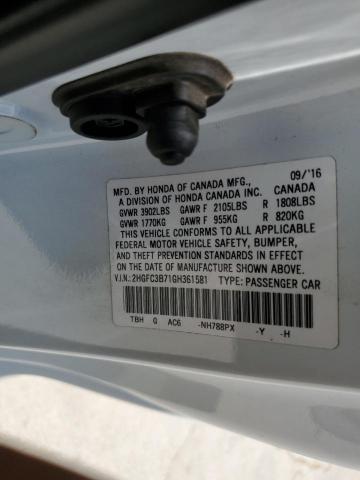 MFD. BY HONDA OF CANADA MFG., 09/'16
A DIVISION OF HONDA CANADA INC. CANADA
GVWR 3902LBS GAWR F 2105LBS R 1808LBS
GVWR 1770KG GAWR F 955KG R 820KG
THIS VEHICLE CONFORMS TO ALL APPLICABLE
FEDERAL MOTOR VEHICLE SAFETY, BUMPER,
AND THEFT PREVENTION STANDARDS IN EFFECT
ON THE DATE OF MANUFACTURE SHOWN ABOVE.
V.I.N.: 2HGFC3B71GH361581 TYPE: PASSENGER CAR
TBH G AC6 -NH788PX -Y -H